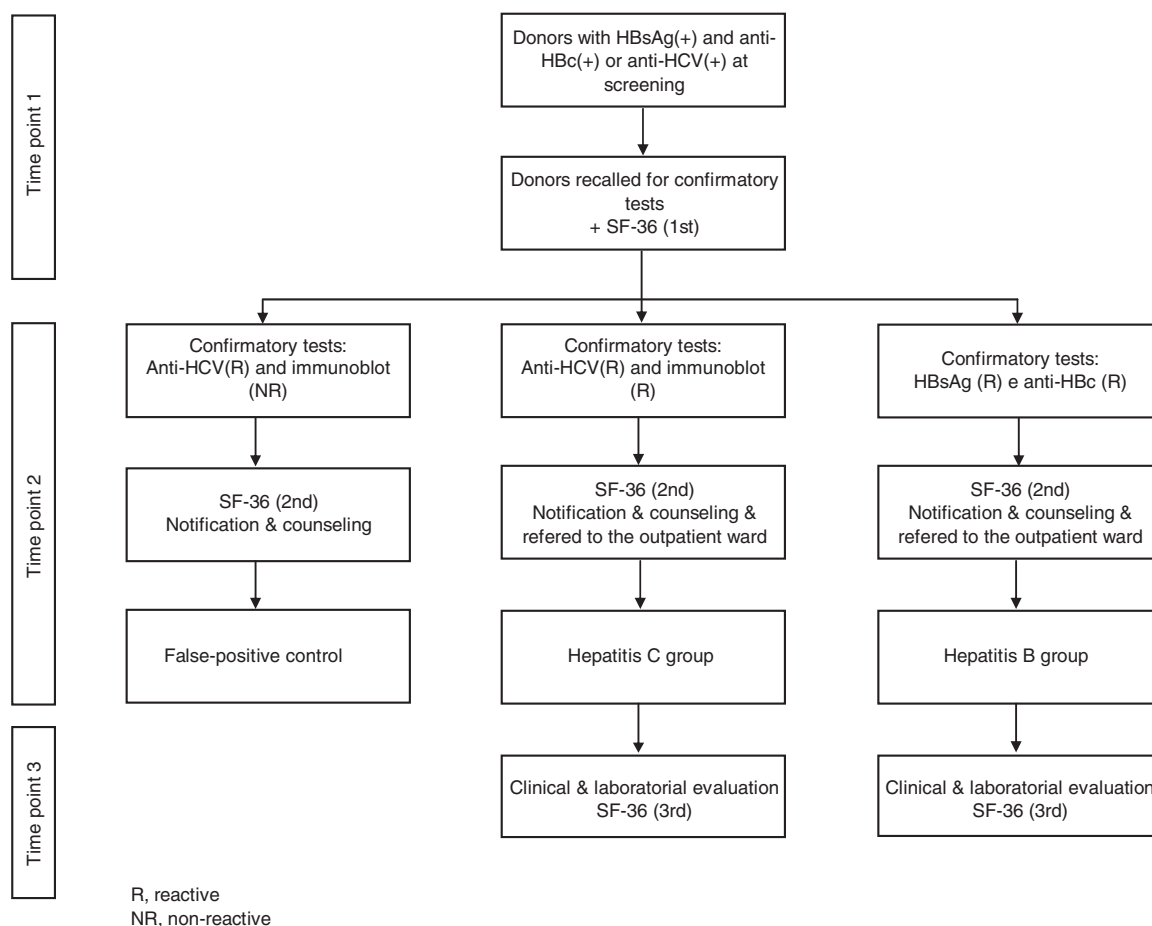 Time point 1
Donors with HBsAg(+) and anti-
HBc(+) or anti-HCV(+) at
screening
Donors recalled for confirmatory
tests
+ SF-36 (1st)
Time point 2
Confirmatory tests:
Anti-HCV(R) and immunoblot
(NR)
Confirmatory tests:
Anti-HCV(R) and immunoblot
(R)
Confirmatory tests:
HBsAg (R) e anti-HBc (R)
SF-36 (2nd)
Notification & counseling
SF-36 (2nd)
Notification & counseling &
refered to the outpatient ward
SF-36 (2nd)
Notification & counseling &
refered to the outpatient ward
False-positive control
Hepatitis C group
Hepatitis B group
Time point 3
Clinical & laboratorial evaluation
SF-36 (3rd)
Clinical & laboratorial evaluation
SF-36 (3rd)
R, reactive
NR, non-reactive